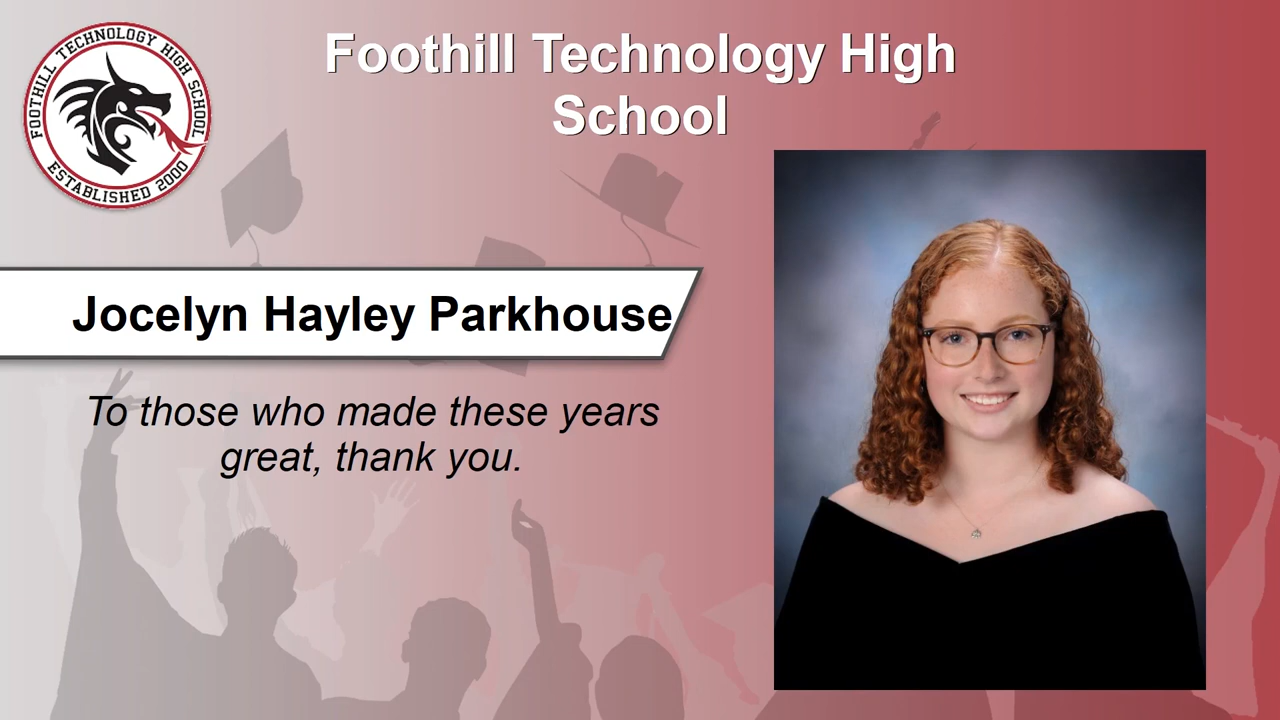 FOOTHILL TECHNOLOGY HIGH SCHOOL
ESTABLISHED 2000
Foothill Technology High
School
Jocelyn Hayley Parkhouse
To those who made these years
great, thank you.